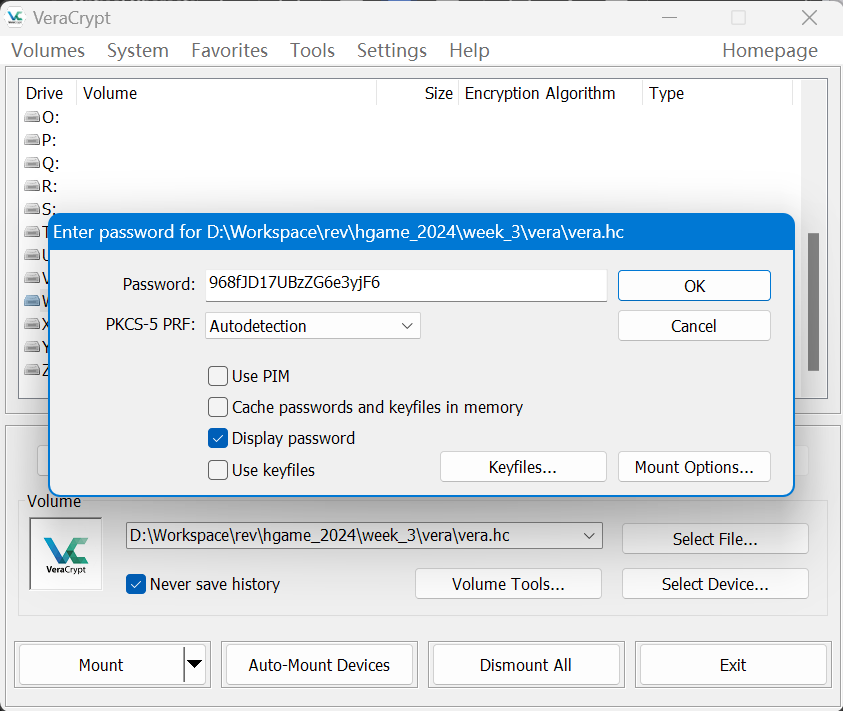 VeraCrypt
Volumes System Favorites Tools Settings Help Homepage
Drive Volume Size Encryption Algorithm Type
O:
P:
Q:
R:
S:
Enter password for D:\Workspace\rev\hgame_2024\week_3\vera\vera.hc
Password: 968fJD17UBzZG6e3yjF6 OK
PKCS-5 PRF: Autodetection Cancel
Use PIM
Cache passwords and keyfiles in memory
Display password
Use keyfiles Keyfiles... Mount Options...
Volume
D:\Workspace\rev\hgame_2024\week_3\vera\vera.hc Select File...
VeraCrypt
Never save history Volume Tools... Select Device...
Mount Auto-Mount Devices Dismount All Exit